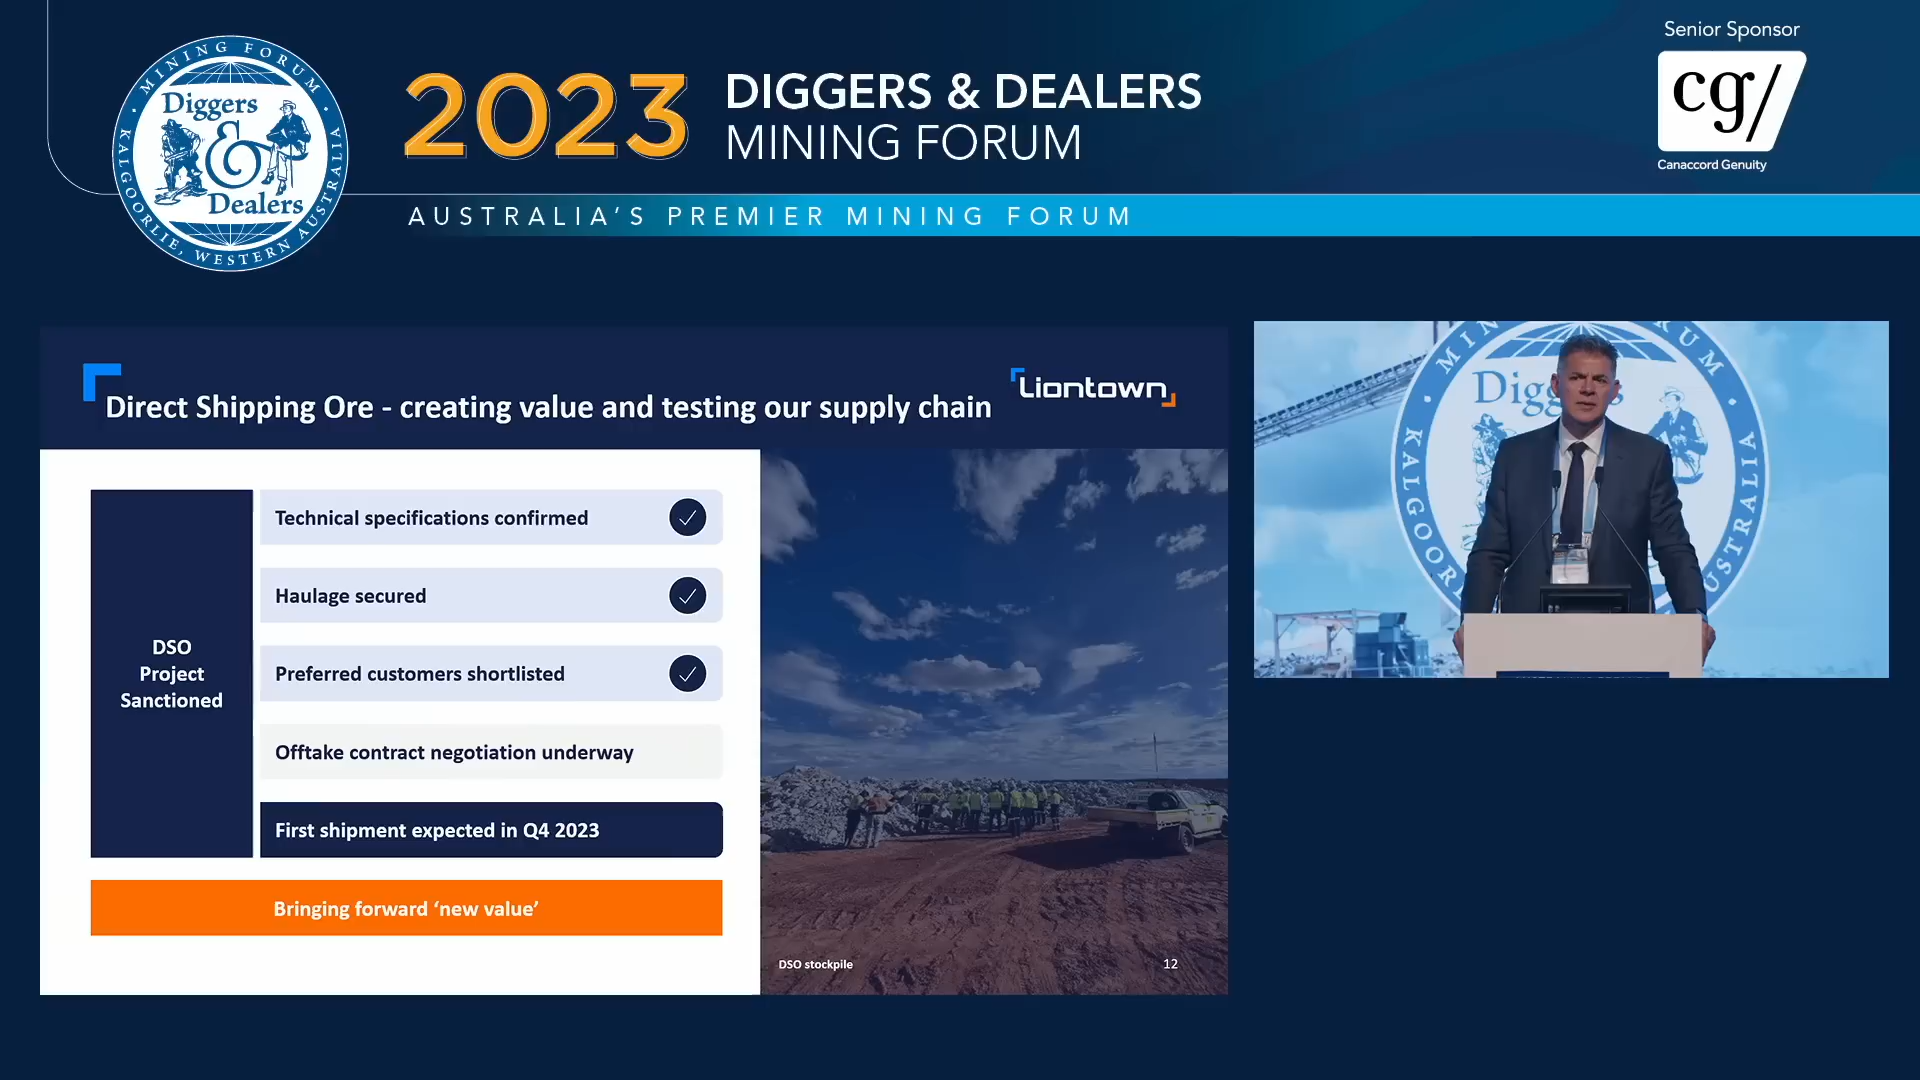 MINING FORUM
Diggers
&
Dealers
KALGOORLIE, WESTERN AUSTRALIA
2023
DIGGERS & DEALERS
MINING FORUM
AUSTRALIA'S PREMIER MINING FORUM
Senior Sponsor
cg/
Canaccord Genuity
Direct Shipping Ore - creating value and testing our supply chain
Liontown
DSO
Project
Sanctioned
Technical specifications confirmed
Haulage secured
Preferred customers shortlisted
Offtake contract negotiation underway
First shipment expected in Q4 2023
Bringing forward ‘new value’
DSO stockpile
12